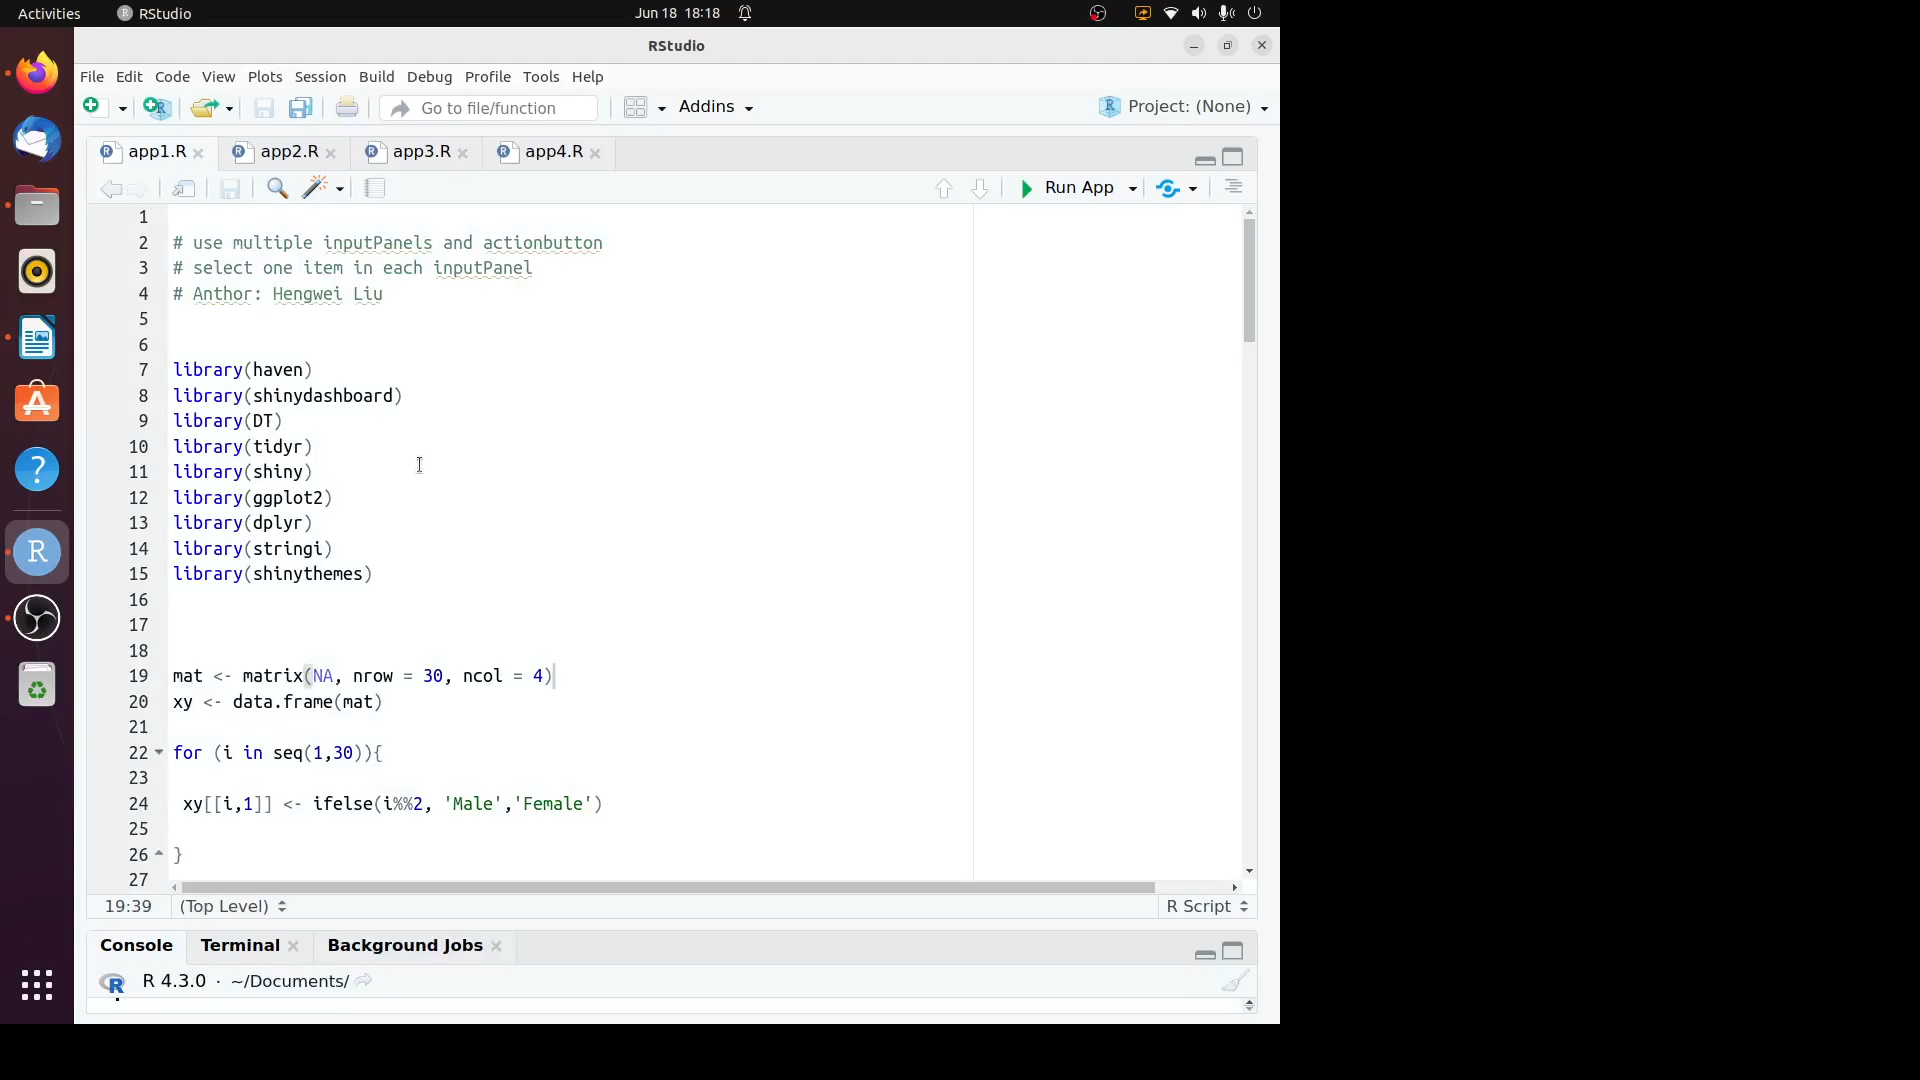 Activities RStudio Jun 18 18:18
RStudio
File Edit Code View Plots Session Build Debug Profile Tools Help
Go to file/function Addins Project: (None)
app1.R app2.R app3.R app4.R
Run App
1
2 # use multiple inputPanels and actionbutton
3 # select one item in each inputPanel
4 # Anthor: Hengwei Liu
5
6
7 library(haven)
8 library(shinydashboard)
9 library(DT)
10 library(tidyr)
11 library(shiny)
12 library(ggplot2)
13 library(dplyr)
14 library(stringi)
15 library(shinythemes)
16
17
18
19 mat <- matrix(NA, nrow = 30, ncol = 4)
20 xy <- data.frame(mat)
21
22 for (i in seq(1,30)){
23
24 xy[[i,1]] <- ifelse(i%%2, 'Male','Female')
25
26 }
27
19:39 (Top Level) R Script
Console Terminal Background Jobs
R 4.3.0 · ~/Documents/